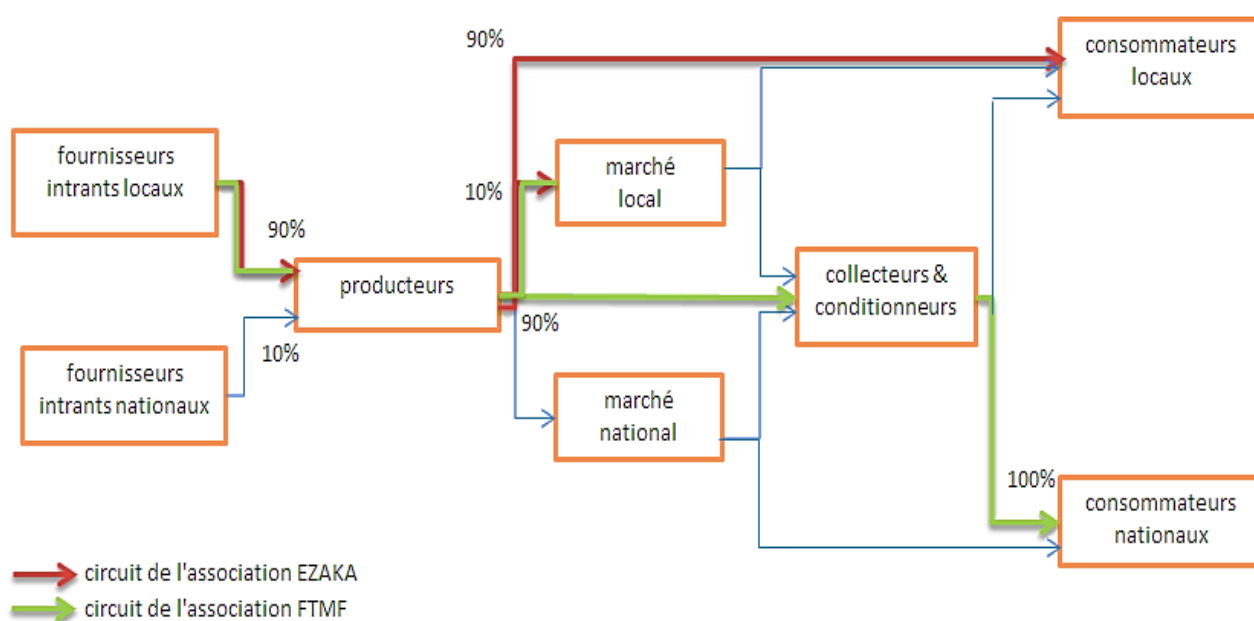 90%
consommateurs
locaux
fournisseurs
intrants locaux
marché
local
10%
90%
producteurs
collecteurs &
conditionneurs
90%
10%
fournisseurs
intrants nationaux
marché
national
100%
consommateurs
nationaux
circuit de l'association EZAKA
circuit de l'association FTMF